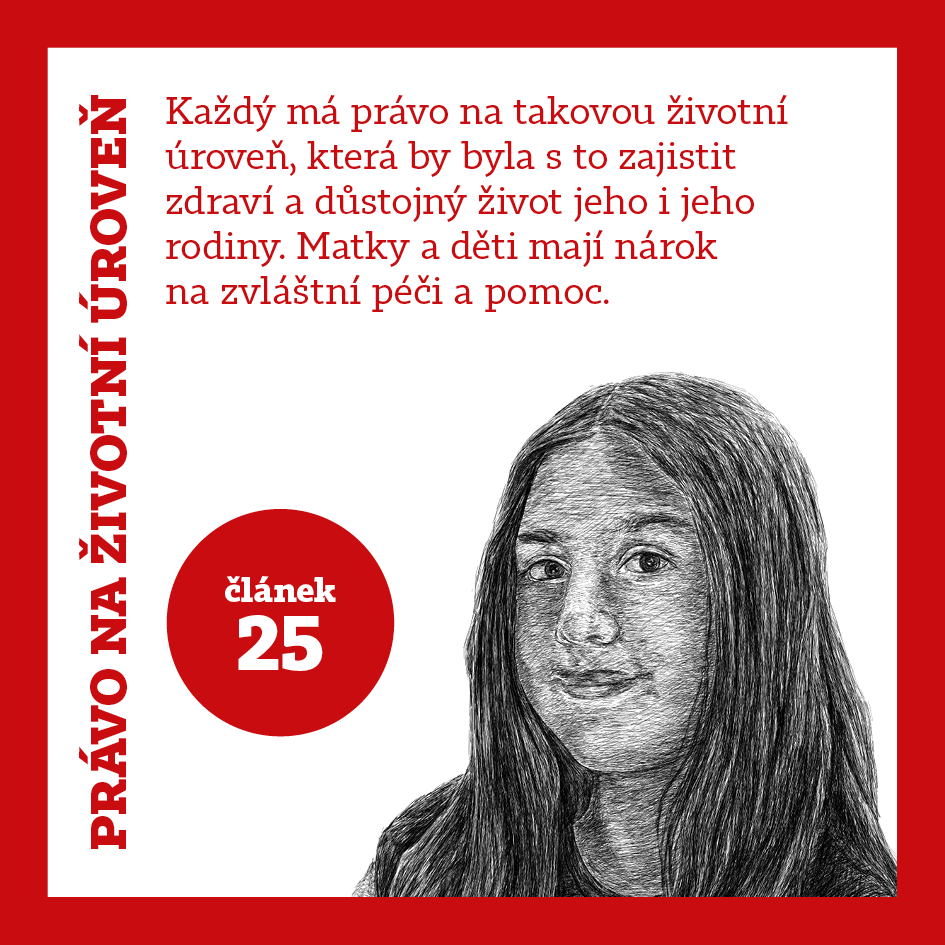 PRÁVO NA ŽIVOTNÍ ÚROVEŇ
Každý má právo na takovou životní
úroveň, která by byla s to zajistit
zdraví a důstojný život jeho i jeho
rodiny. Matky a děti mají nárok
na zvláštní péči a pomoc.
článek
25